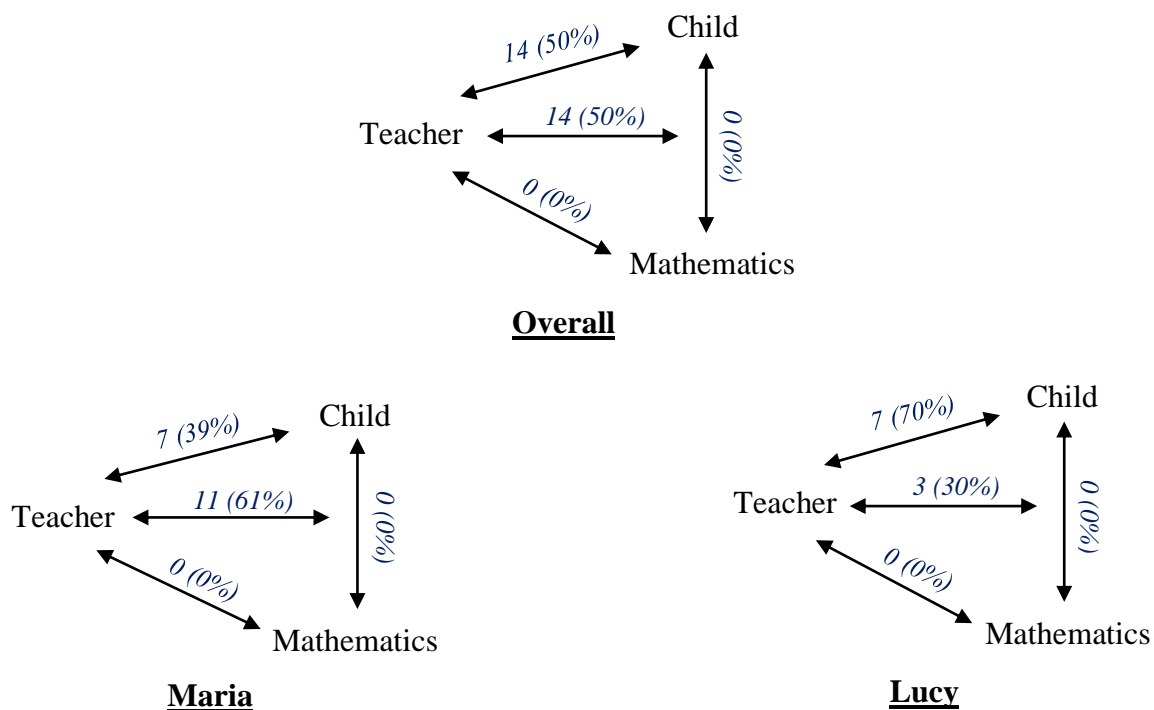 Child
14 (50%)
Teacher
14 (50%)
0 (0%)
0 (0%)
Mathematics
Overall
Child
7 (39%)
Teacher
11 (61%)
0 (0%)
0 (0%)
Mathematics
Maria
Child
7 (70%)
Teacher
3 (30%)
0 (0%)
0 (0%)
Mathematics
Lucy